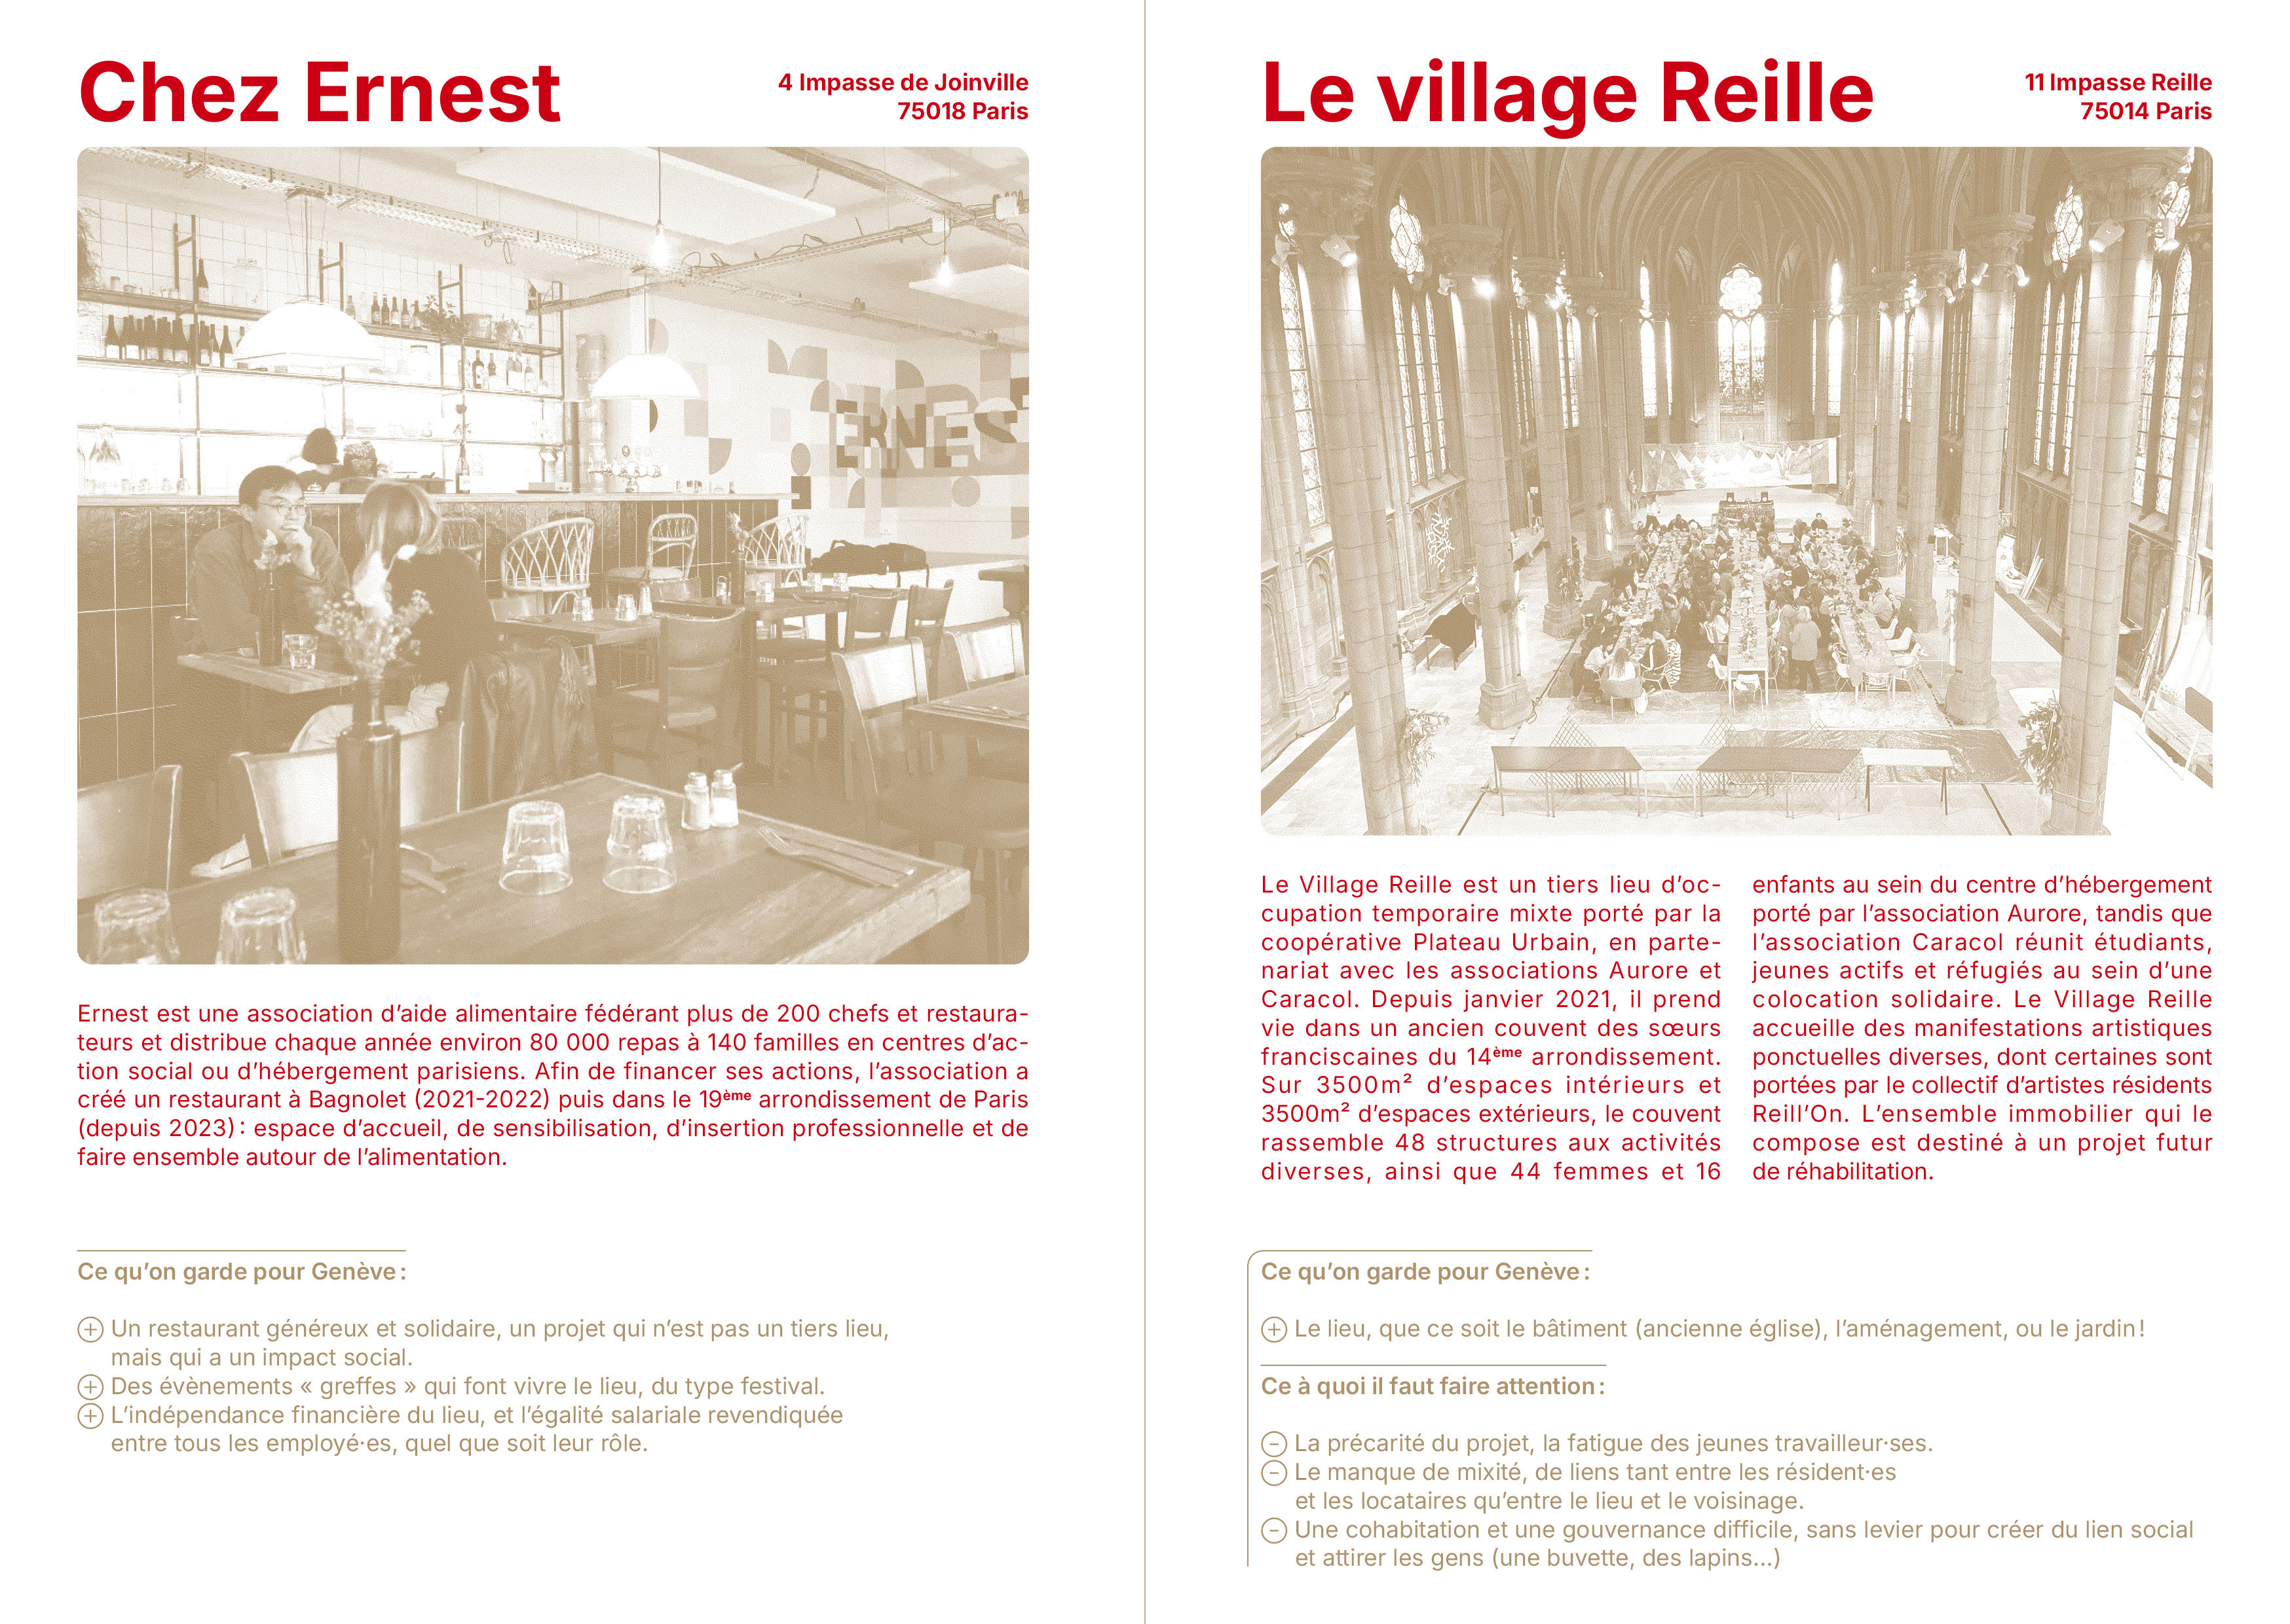 Chez Ernest
4 Impasse de Joinville
75018 Paris
ERNEST
Ernest est une association d’aide alimentaire fédérant plus de 200 chefs et restaura-
teurs et distribue chaque année environ 80 000 repas à 140 familles en centres d’ac-
tion social ou d’hébergement parisiens. Afin de financer ses actions, l’association a
créé un restaurant à Bagnolet (2021-2022) puis dans le 19ème arrondissement de Paris
(depuis 2023) : espace d’accueil, de sensibilisation, d’insertion professionnelle et de
faire ensemble autour de l’alimentation.
Ce qu’on garde pour Genève :
⊕ Un restaurant généreux et solidaire, un projet qui n’est pas un tiers lieu,
mais qui a un impact social.
⊕ Des évènements « greffes » qui font vivre le lieu, du type festival.
⊕ L’indépendance financière du lieu, et l’égalité salariale revendiquée
entre tous les employé·es, quel que soit leur rôle.
Le village Reille
11 Impasse Reille
75014 Paris
Le Village Reille est un tiers lieu d’oc-
cupation temporaire mixte porté par la
coopérative Plateau Urbain, en parte-
nariat avec les associations Aurore et
Caracol. Depuis janvier 2021, il prend
vie dans un ancien couvent des sœurs
franciscaines du 14ème arrondissement.
Sur 3500m² d’espaces intérieurs et
3500m² d’espaces extérieurs, le couvent
rassemble 48 structures aux activités
diverses, ainsi que 44 femmes et 16
enfants au sein du centre d’hébergement
porté par l’association Aurore, tandis que
l’association Caracol réunit étudiants,
jeunes actifs et réfugiés au sein d’une
colocation solidaire. Le Village Reille
accueille des manifestations artistiques
ponctuelles diverses, dont certaines sont
portées par le collectif d’artistes résidents
Reill’On. L’ensemble immobilier qui le
compose est destiné à un projet futur
de réhabilitation.
Ce qu’on garde pour Genève :
⊕ Le lieu, que ce soit le bâtiment (ancienne église), l’aménagement, ou le jardin !
Ce à quoi il faut faire attention :
⊖ La précarité du projet, la fatigue des jeunes travailleur·ses.
⊖ Le manque de mixité, de liens tant entre les résident·es
et les locataires qu’entre le lieu et le voisinage.
⊖ Une cohabitation et une gouvernance difficile, sans levier pour créer du lien social
et attirer les gens (une buvette, des lapins…)